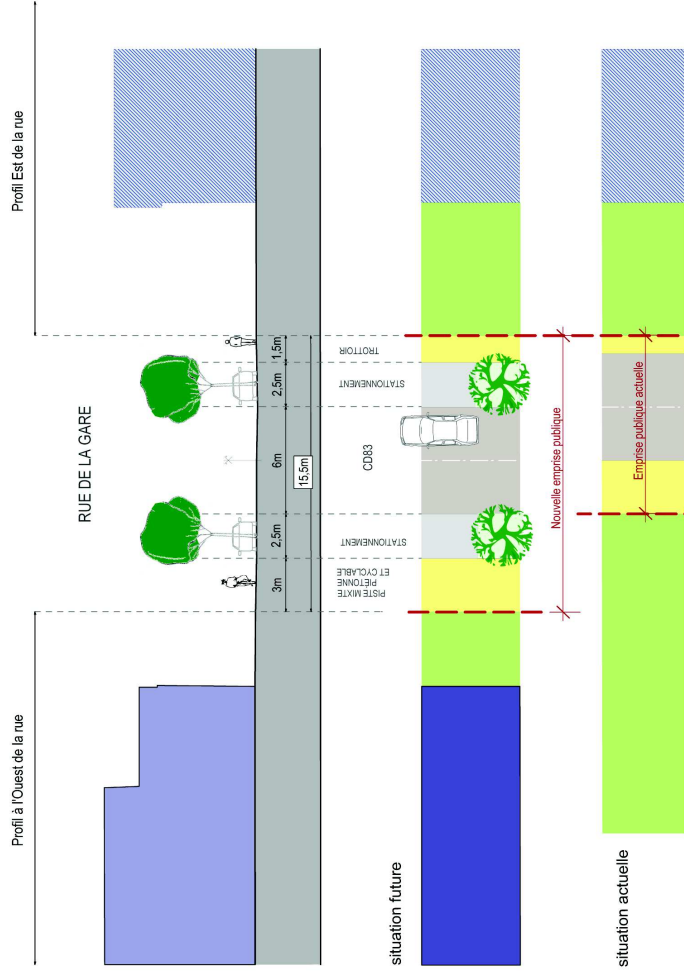 Profil à l'Ouest de la rue
Profil Est de la rue
RUE DE LA GARE
3m
2,5m
6m
2,5m
1,5m
15,5m
PISTE MIXTE
PIÉTONNE
ET CYCLABLE
STATIONNEMENT
CD83
STATIONNEMENT
TROTTOIR
situation future
Nouvelle emprise publique
situation actuelle
Emprise publique actuelle